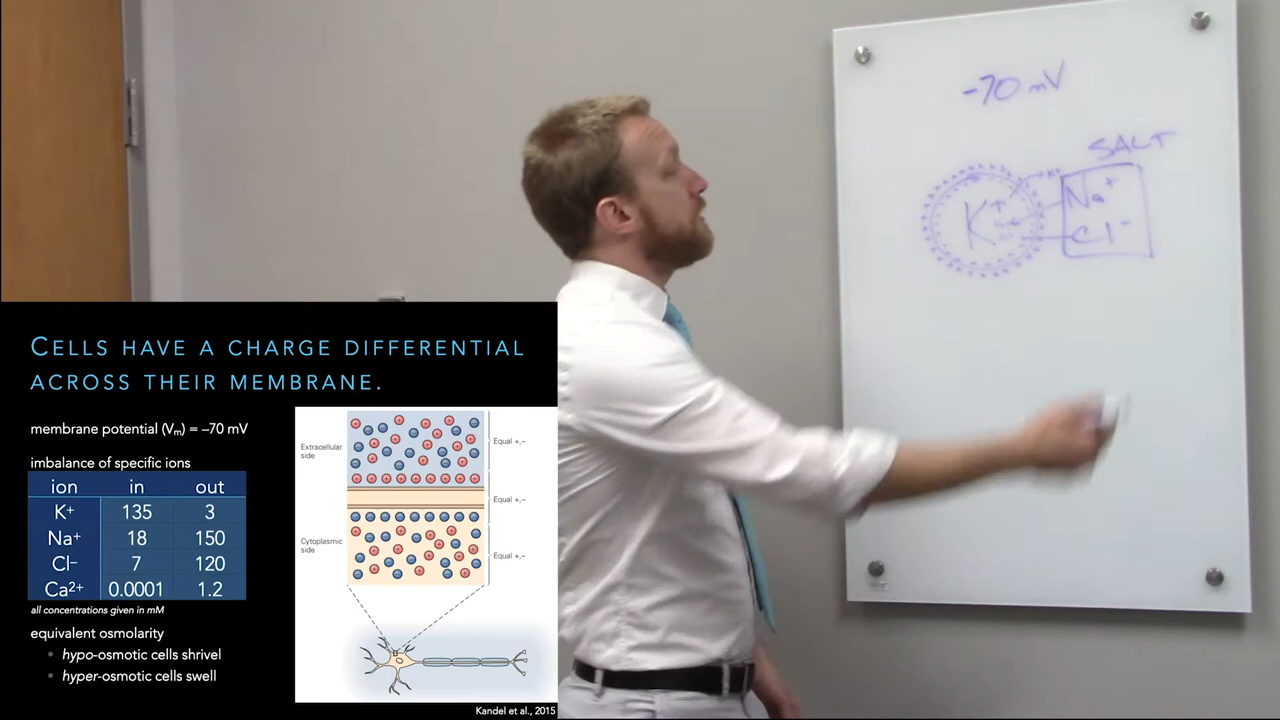 -70 mV
SALT
K+
Na+
Cl-
CELLS HAVE A CHARGE DIFFERENTIAL
ACROSS THEIR MEMBRANE.
membrane potential (Vm) = –70 mV
imbalance of specific ions
ion in out
K+ 135 3
Na+ 18 150
Cl– 7 120
Ca2+ 0.0001 1.2
all concentrations given in mM
equivalent osmolarity
• hypo-osmotic cells shrivel
• hyper-osmotic cells swell
Extracellular
side
Equal +,–
Equal +,–
Cytoplasmic
side
Equal +,–
Kandel et al., 2015